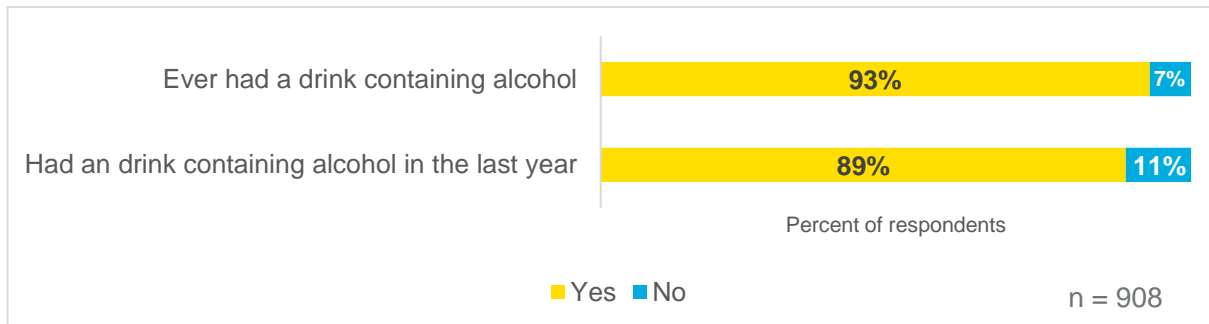 Ever had a drink containing alcohol 93% 7%
Had an drink containing alcohol in the last year 89% 11%
Percent of respondents
Yes No
n = 908